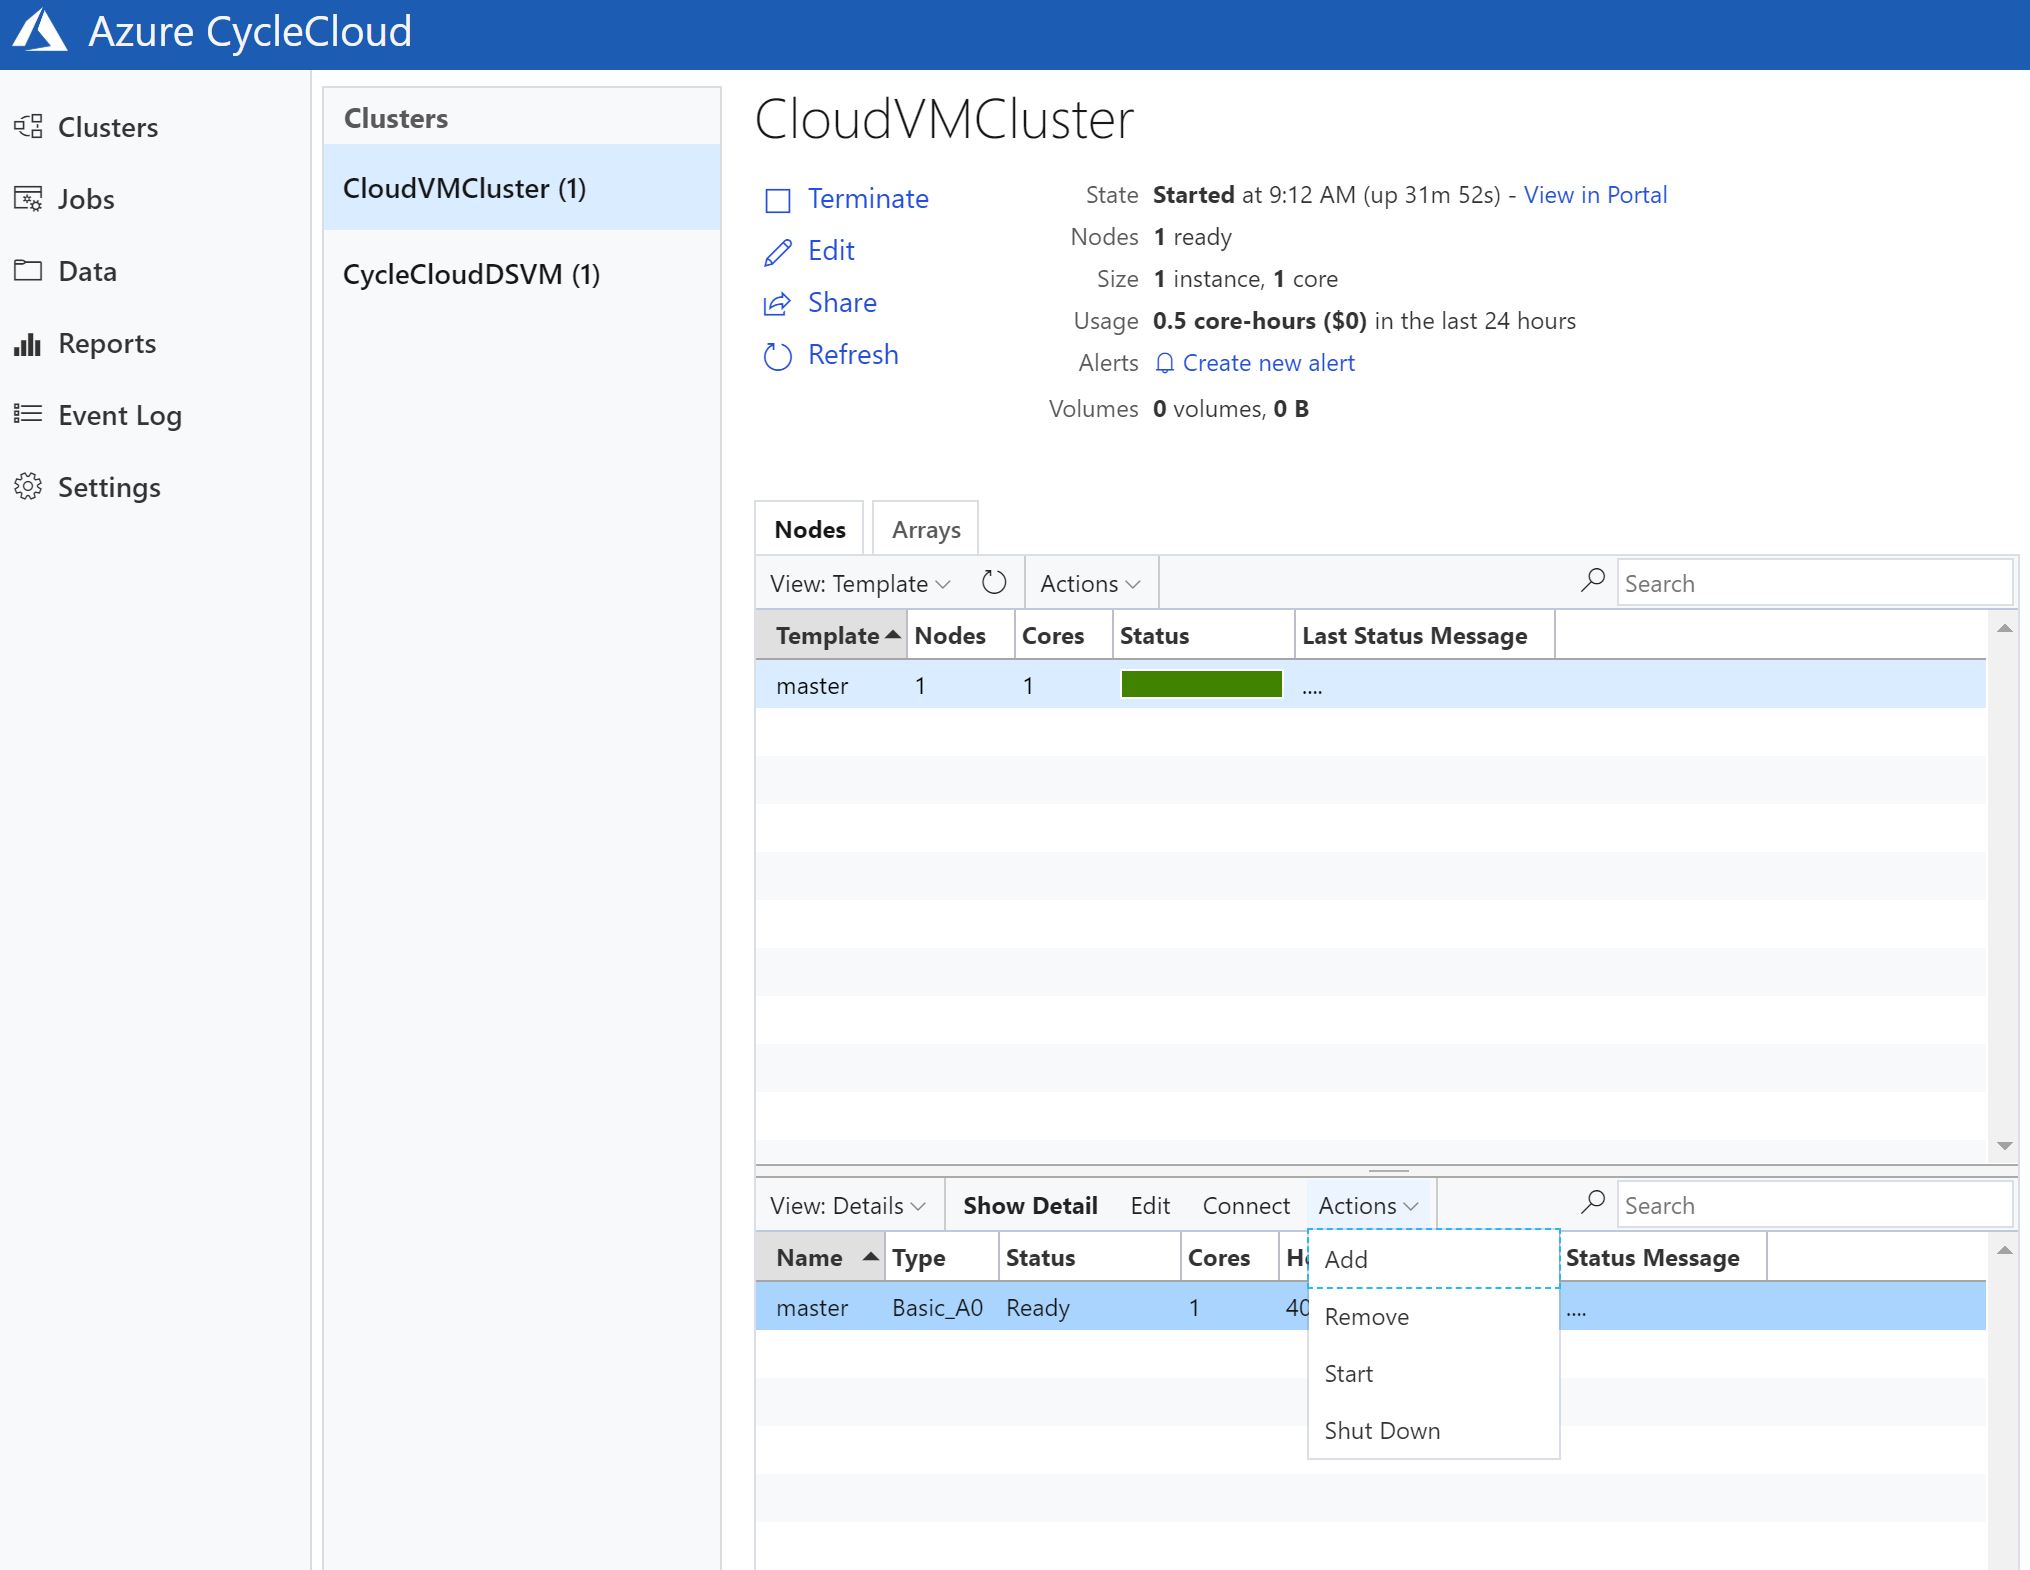 Azure CycleCloud
Clusters
Jobs
Data
Reports
Event Log
Settings
Clusters
CloudVMCluster (1)
CycleCloudDSVM (1)
CloudVMCluster
Terminate
Edit
Share
Refresh
State Started at 9:12 AM (up 31m 52s) - View in Portal
Nodes 1 ready
Size 1 instance, 1 core
Usage 0.5 core-hours ($0) in the last 24 hours
Alerts Create new alert
Volumes 0 volumes, 0 B
Nodes Arrays
View: Template Actions Search
Template Nodes Cores Status Last Status Message
master 1 1 ....
View: Details Show Detail Edit Connect Actions Search
Name Type Status Cores Status Message
master Basic_A0 Ready 1 40 ....
Add
Remove
Start
Shut Down